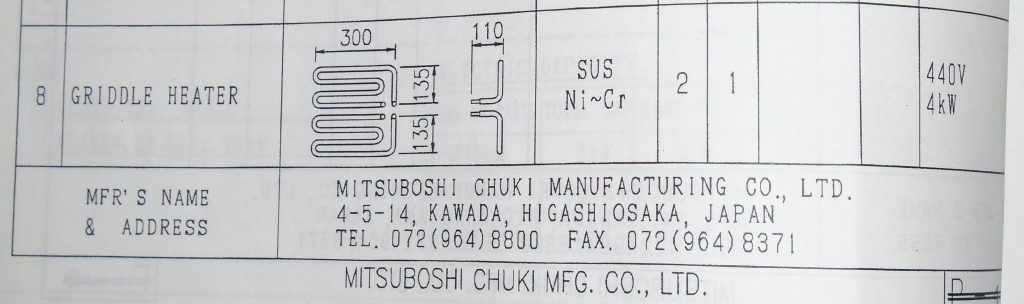 300
110
8 GRIDDLE HEATER
135
135
SUS
Ni~Cr
2
1
440V
4kW
MFR'S NAME
& ADDRESS
MITSUBOSHI CHUKI MANUFACTURING CO., LTD.
4-5-14, KAWADA, HIGASHIOSAKA, JAPAN
TEL. 072(964)8800 FAX. 072(964)8371
MITSUBOSHI CHUKI MFG. CO., LTD.